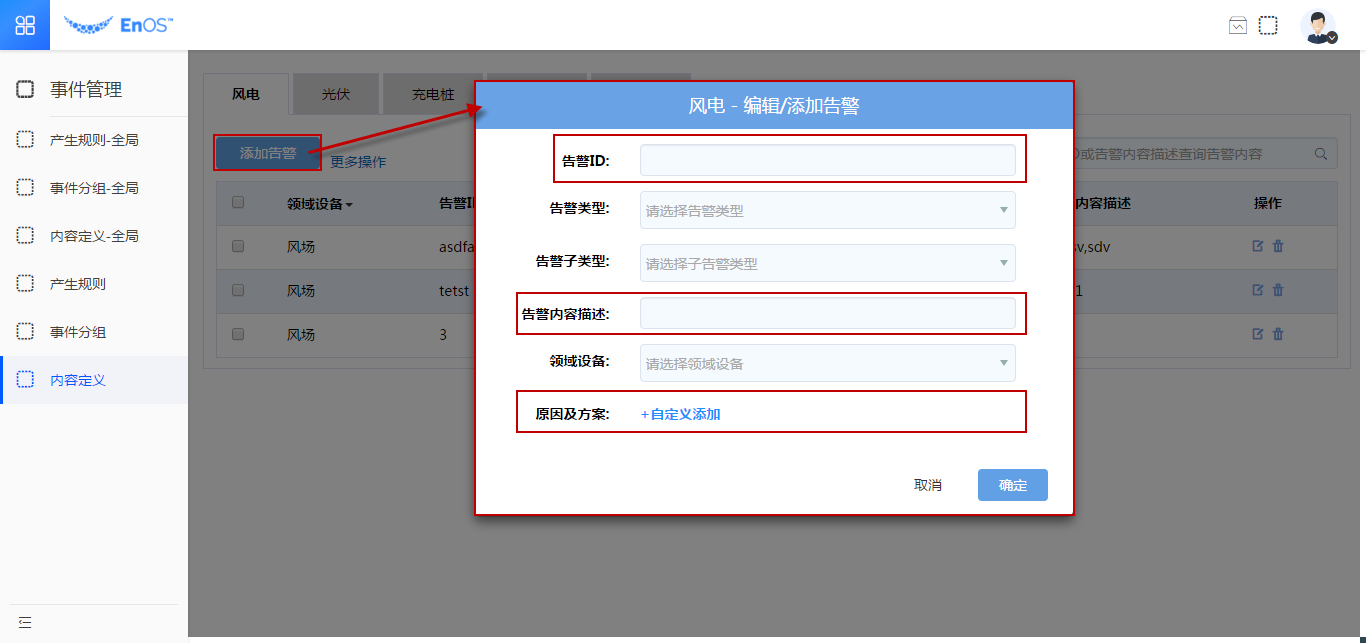 EnOS™
事件管理
产生规则-全局
事件分组-全局
内容定义-全局
产生规则
事件分组
内容定义
风电
光伏
充电桩
添加告警
更多操作
或告警内容描述查询告警内容
领域设备
告警I
内容描述
操作
风场
asdfa
sv,sdv
风场
tetst
1
风场
3
风电 - 编辑/添加告警
告警ID:
告警类型:
请选择告警类型
告警子类型:
请选择子告警类型
告警内容描述:
领域设备:
请选择领域设备
原因及方案:
+自定义添加
取消
确定